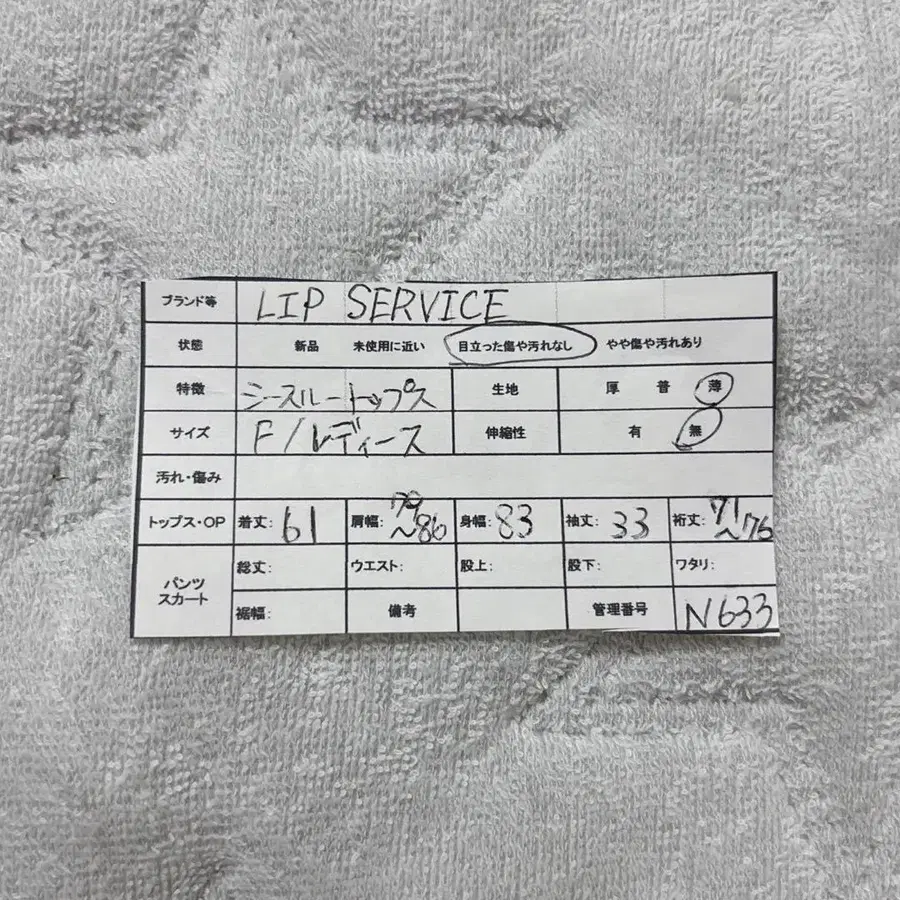 ブランド等 LIP SERVICE
状態 新品 未使用に近い 目立った傷や汚れなし やや傷や汚れあり
特徴 シースルートップス 生地 厚 普 薄
サイズ F/レディース 伸縮性 有 無
汚れ・傷み
トップス・OP 着丈: 61 肩幅: 79~86 身幅: 83 袖丈: 33 裄丈: 71~76
パンツ スカート 総丈: ウエスト: 股上: 股下: ワタリ:
裾幅: 備考 管理番号 N633